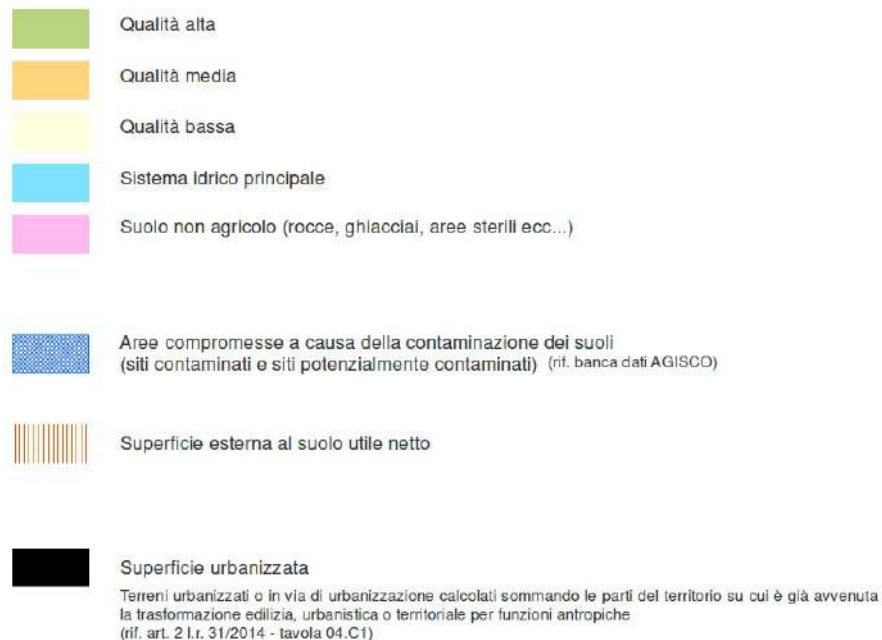 Qualità alta
Qualità media
Qualità bassa
Sistema idrico principale
Suolo non agricolo (rocce, ghiacciai, aree sterili ecc...)
Aree compromesse a causa della contaminazione dei suoli
(siti contaminati e siti potenzialmente contaminati) (rif. banca dati AGISCO)
Superficie esterna al suolo utile netto
Superficie urbanizzata
Terreni urbanizzati o in via di urbanizzazione calcolati sommando le parti del territorio su cui è già avvenuta
la trasformazione edilizia, urbanistica o territoriale per funzioni antropiche
(rif. art. 2 l.r. 31/2014 - tavola 04.C1)